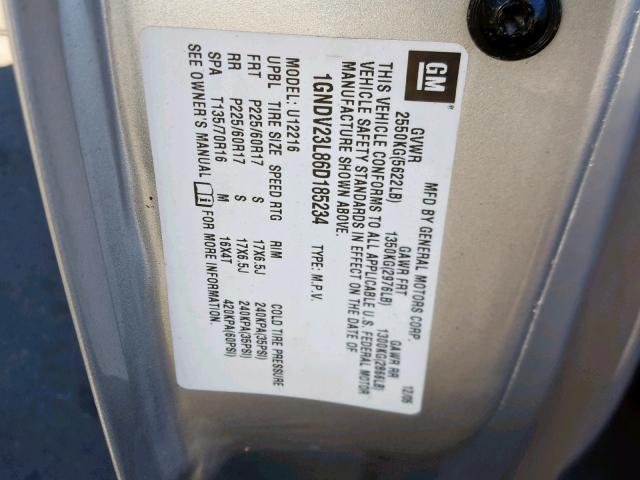 GM
MFD BY GENERAL MOTORS CORP. 12/05
GVWR GAWR FRT GAWR RR
2550KG(5622LB) 1350KG(2976LB) 1300KG(2866LB)
THIS VEHICLE CONFORMS TO ALL APPLICABLE U.S. FEDERAL MOTOR
VEHICLE SAFETY STANDARDS IN EFFECT ON THE DATE OF
MANUFACTURE SHOWN ABOVE.
1GNDV23L86D185234 TYPE: M.P.V.
MODEL: U12216
UPBL TIRE SIZE SPEED RTG RIM COLD TIRE PRESSURE
FRT P225/60R17 S 17X6.5J 240KPA(35PSI)
RR P225/60R17 S 17X6.5J 240KPA(35PSI)
SPA T135/70R16 M 16X4T 420KPA(60PSI)
SEE OWNER'S MANUAL FOR MORE INFORMATION.